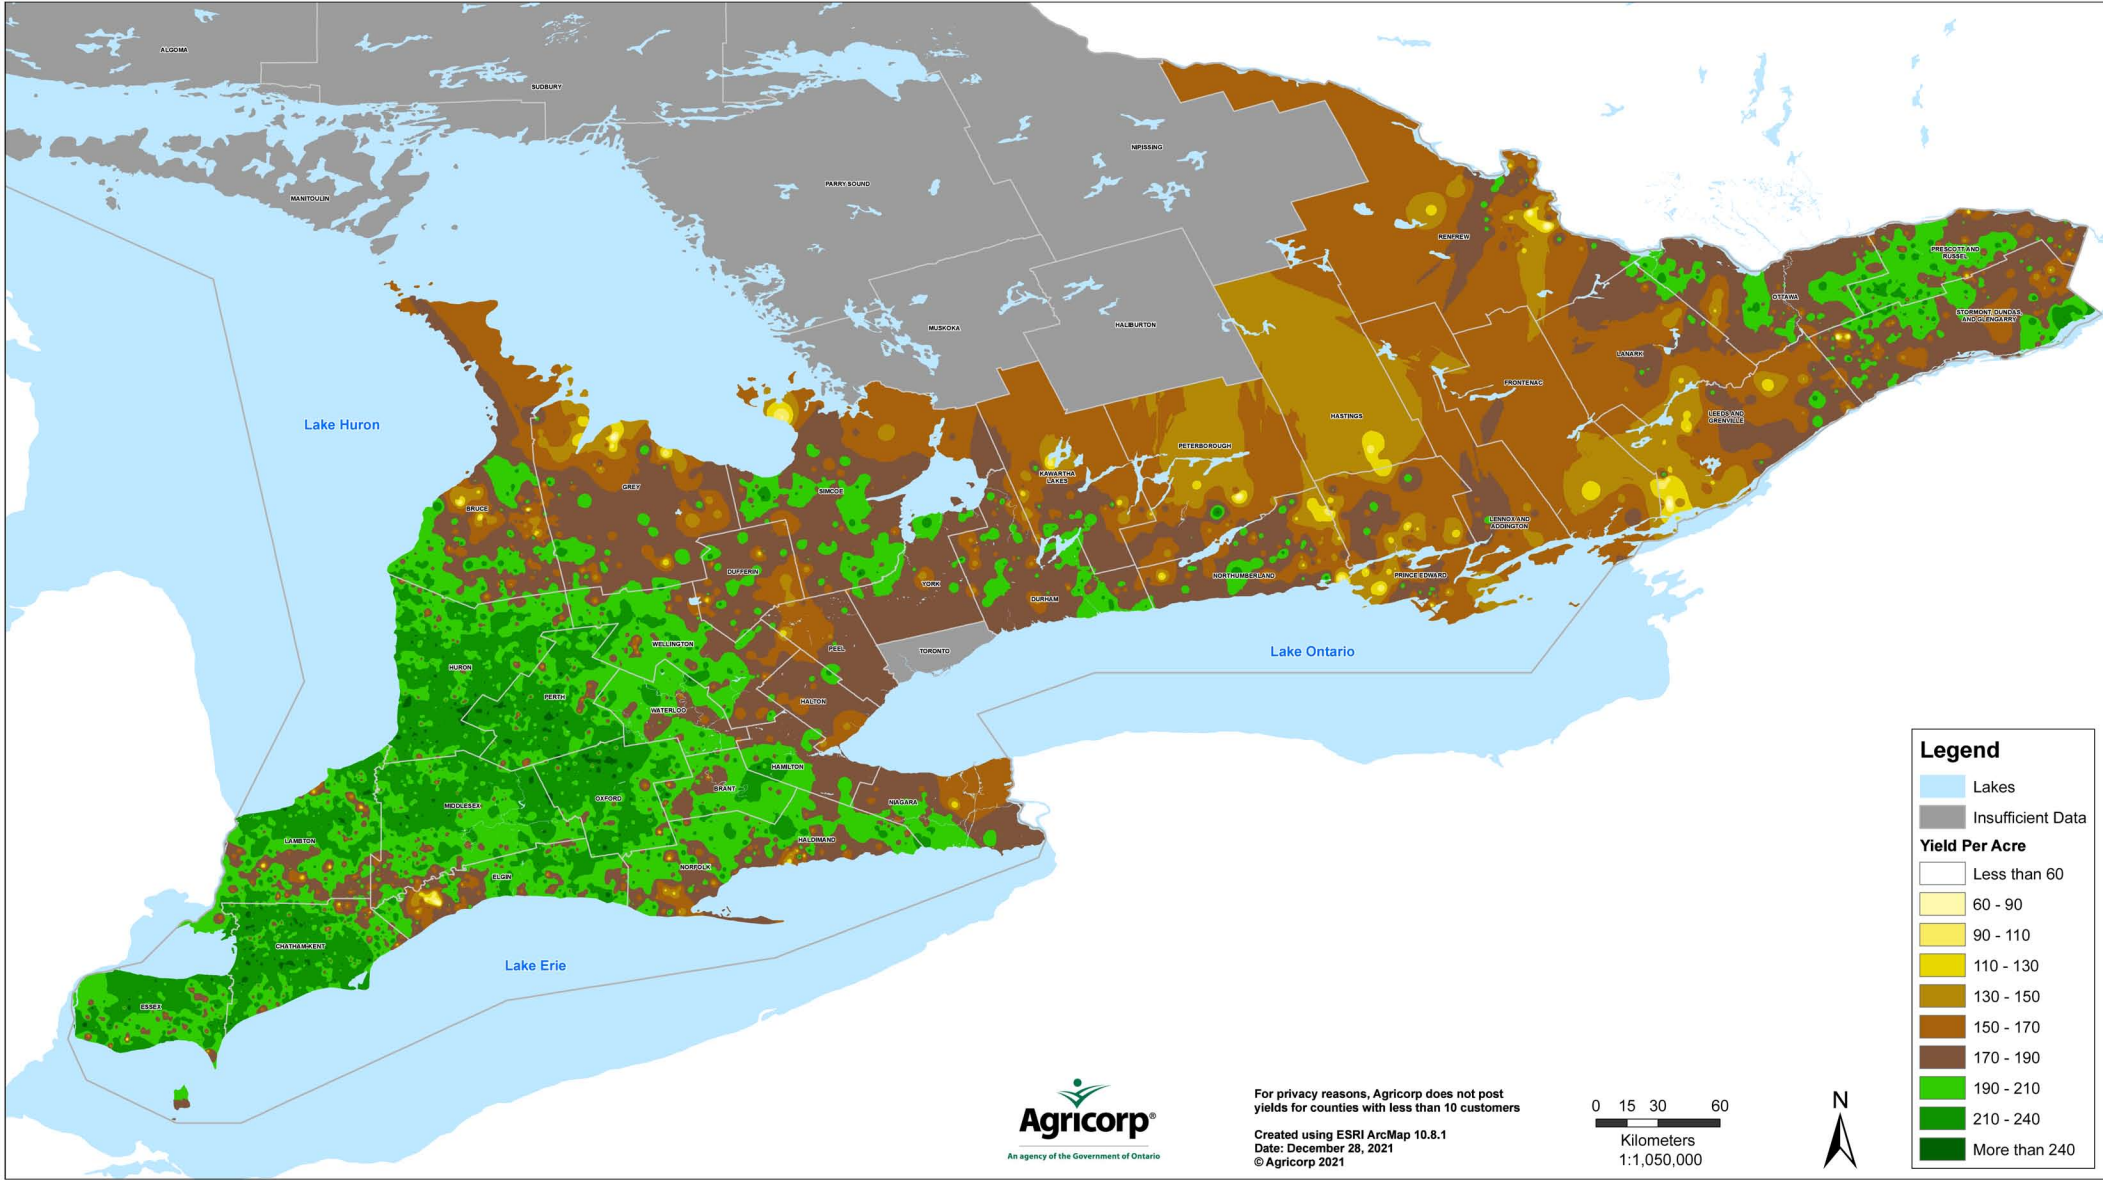 ALGOMA
SUDBURY
NIPISSING
PARRY SOUND
MANITOULIN
RENFREW
PRESCOTT AND
RUSSEL
OTTAWA
STORMONT, DUNDAS,
AND GLENGARRY
MUSKOKA
HALIBURTON
LANARK
FRONTENAC
HASTINGS
LEEDS AND
GRENVILLE
Lake Huron
PETERBOROUGH
KAWARTHA
LAKES
GREY
SIMCOE
BRUCE
LENNOX AND
ADDINGTON
DUFFERIN
YORK
NORTHUMBERLAND
PRINCE EDWARD
DURHAM
WELLINGTON
PEEL
TORONTO
Lake Ontario
HURON
PERTH
HALTON
WATERLOO
HAMILTON
BRANT
OXFORD
MIDDLESEX
NIAGARA
LAMBTON
HALDIMAND
NORFOLK
ELGIN
CHATHAM-KENT
Lake Erie
ESSEX
Legend
Lakes
Insufficient Data
Yield Per Acre
Less than 60
60 - 90
90 - 110
110 - 130
130 - 150
150 - 170
170 - 190
190 - 210
210 - 240
More than 240
Agricorp®
An agency of the Government of Ontario
For privacy reasons, Agricorp does not post
yields for counties with less than 10 customers
Created using ESRI ArcMap 10.8.1
Date: December 28, 2021
© Agricorp 2021
0 15 30 60
Kilometers
1:1,050,000
N